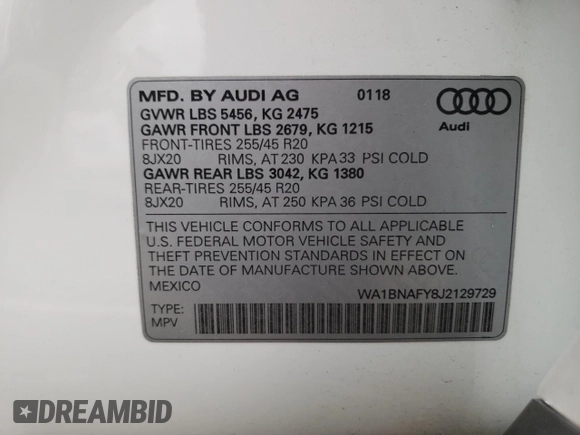 MFD. BY AUDI AG 0118
GVWR LBS 5456, KG 2475
GAWR FRONT LBS 2679, KG 1215
FRONT-TIRES 255/45 R20
8JX20 RIMS, AT 230 KPA 33 PSI COLD
GAWR REAR LBS 3042, KG 1380
REAR-TIRES 255/45 R20
8JX20 RIMS, AT 250 KPA 36 PSI COLD
Audi
THIS VEHICLE CONFORMS TO ALL APPLICABLE
U.S. FEDERAL MOTOR VEHICLE SAFETY AND
THEFT PREVENTION STANDARDS IN EFFECT ON
THE DATE OF MANUFACTURE SHOWN ABOVE.
MEXICO WA1BNAFY8J2129729
TYPE:
MPV
DREAMBID